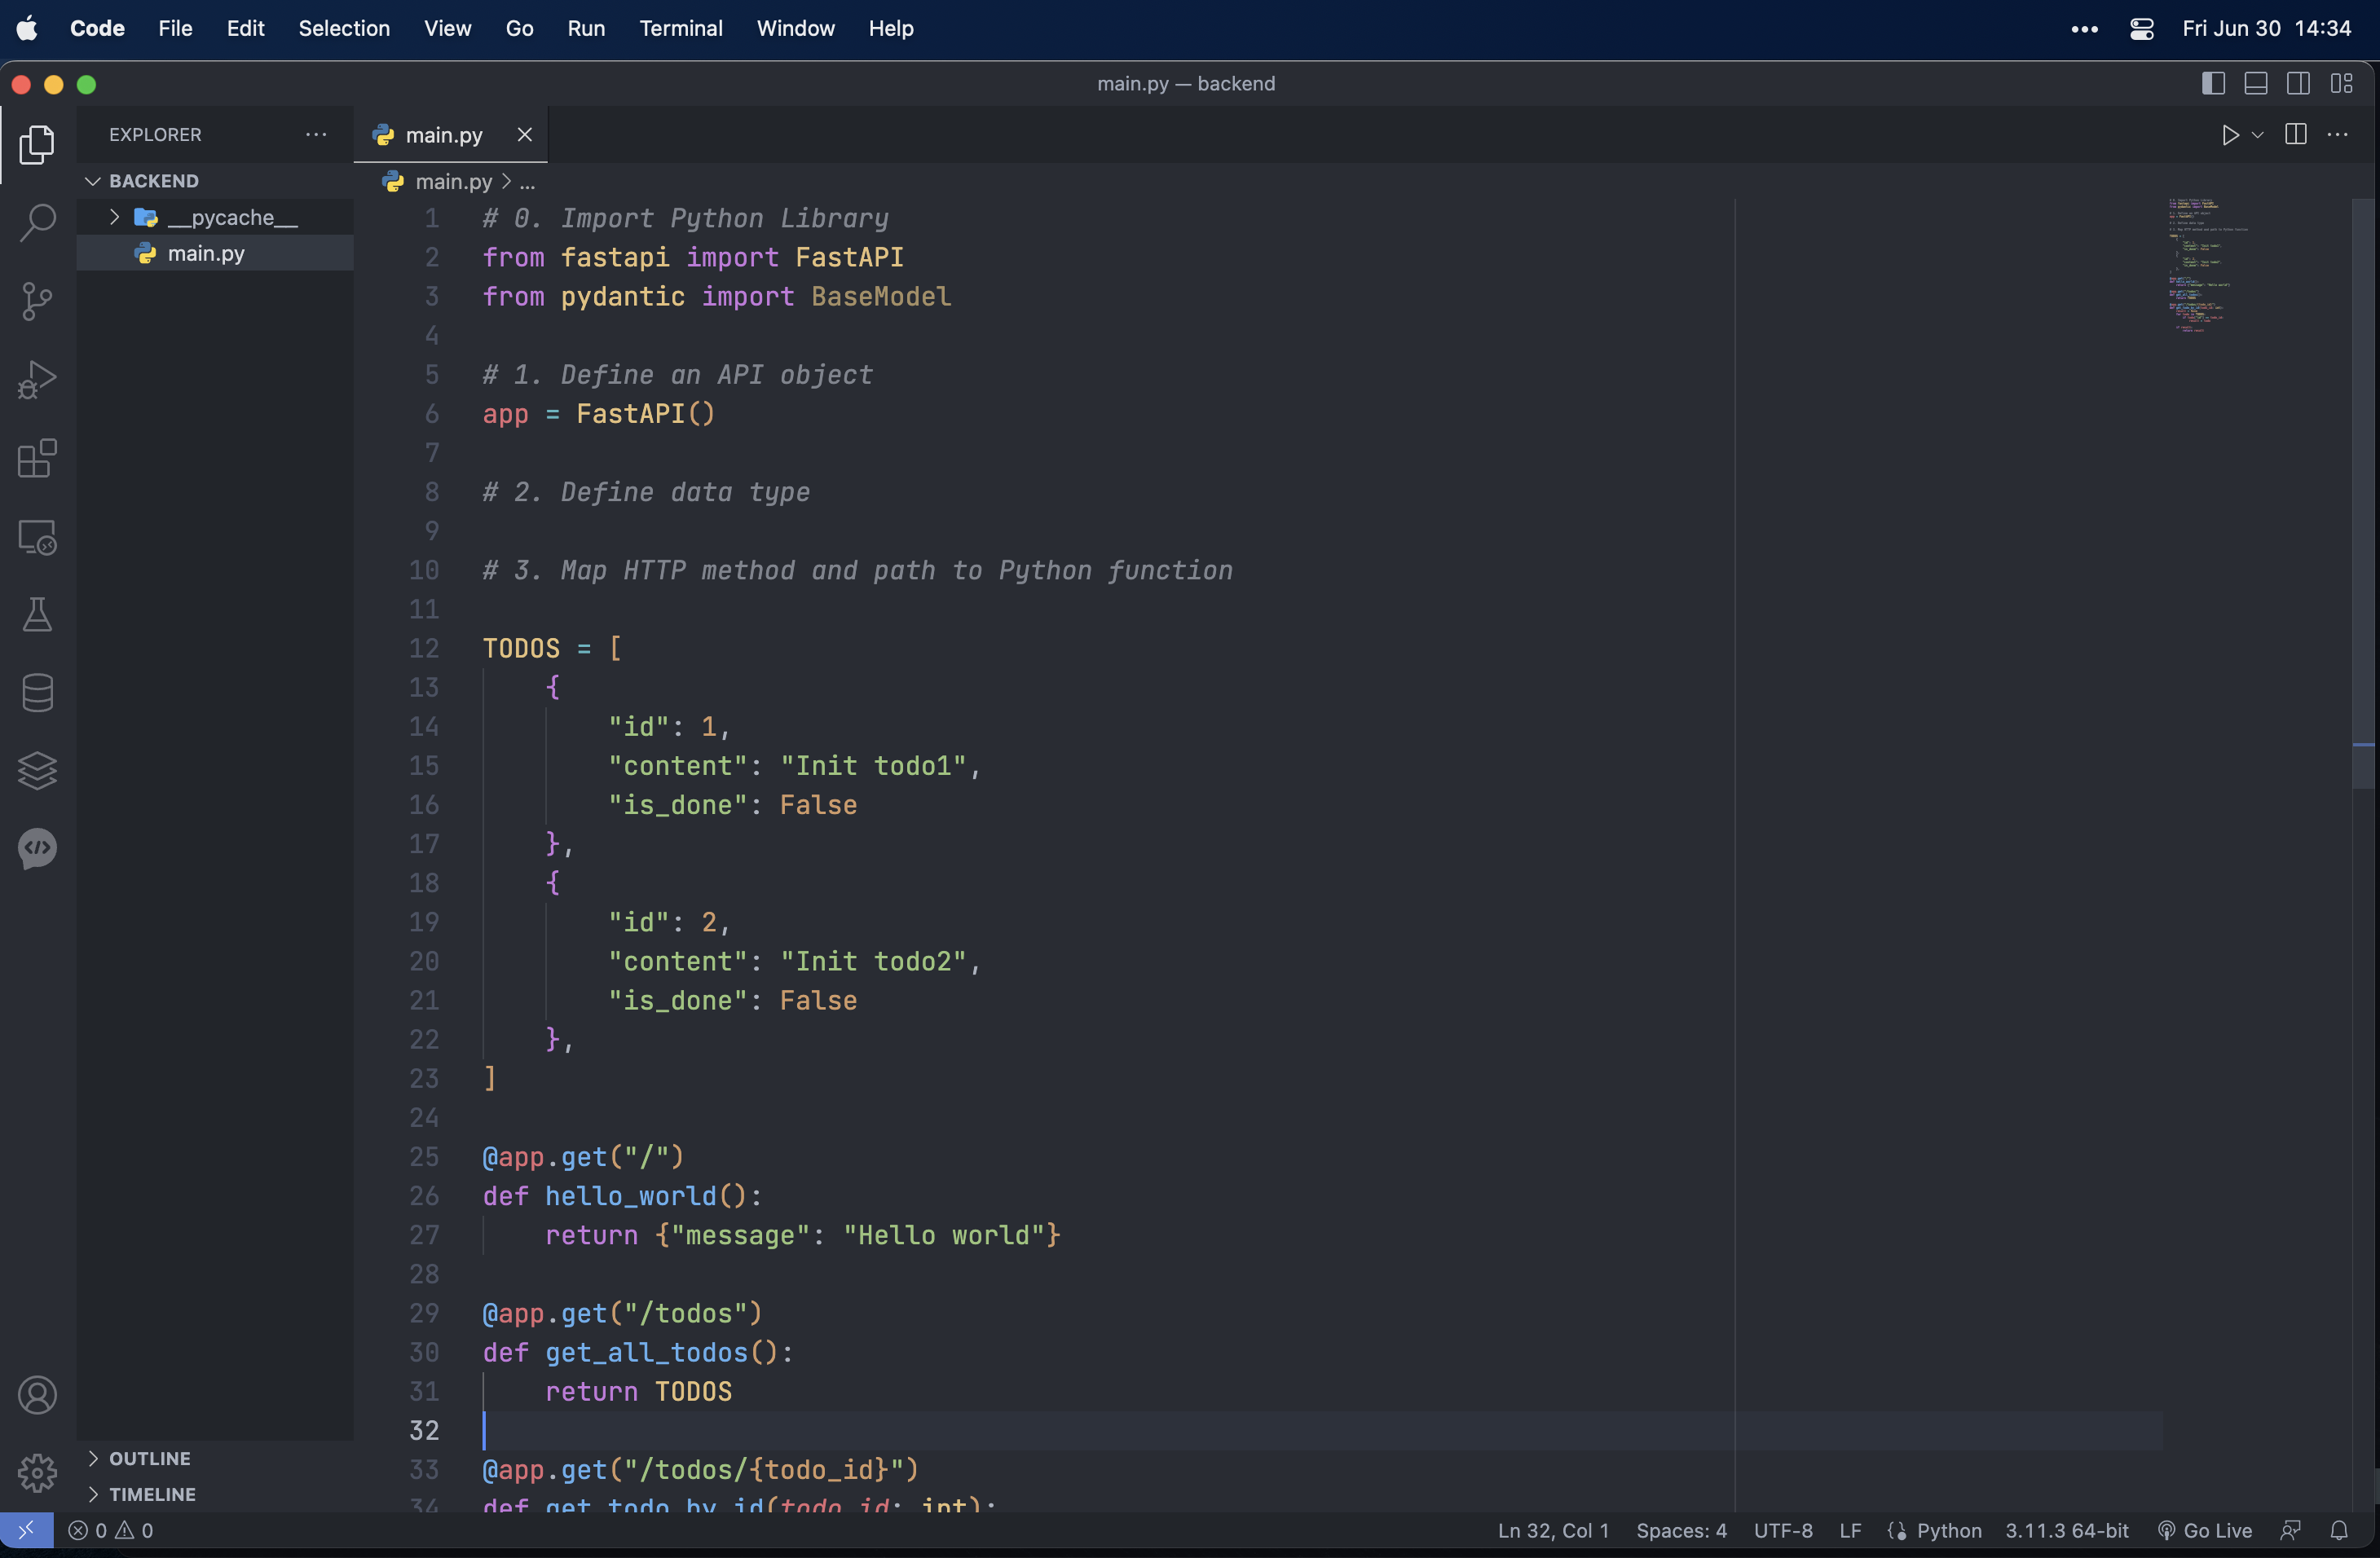 Code File Edit Selection View Go Run Terminal Window Help Fri Jun 30 14:34
main.py — backend
EXPLORER
main.py
BACKEND
main.py > ...
__pycache__
main.py
1 # 0. Import Python Library
2 from fastapi import FastAPI
3 from pydantic import BaseModel
4
5 # 1. Define an API object
6 app = FastAPI()
7
8 # 2. Define data type
9
10 # 3. Map HTTP method and path to Python function
11
12 TODOS = [
13 {
14 "id": 1,
15 "content": "Init todo1",
16 "is_done": False
17 },
18 {
19 "id": 2,
20 "content": "Init todo2",
21 "is_done": False
22 },
23 ]
24
25 @app.get("/")
26 def hello_world():
27 return {"message": "Hello world"}
28
29 @app.get("/todos")
30 def get_all_todos():
31 return TODOS
32
33 @app.get("/todos/{todo_id}")
34 def get_todo_by_id(todo_id: int):
OUTLINE
TIMELINE
0 0 Ln 32, Col 1 Spaces: 4 UTF-8 LF Python 3.11.3 64-bit Go Live